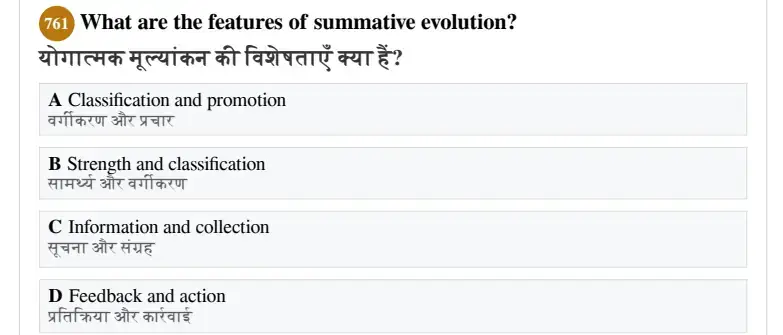 761 What are the features of summative evolution?
योगात्मक मूल्यांकन की विशेषताएँ क्या हैं?
A Classification and promotion
वर्गीकरण और प्रचार
B Strength and classification
सामर्थ्य और वर्गीकरण
C Information and collection
सूचना और संग्रह
D Feedback and action
प्रतिक्रिया और कार्रवाई